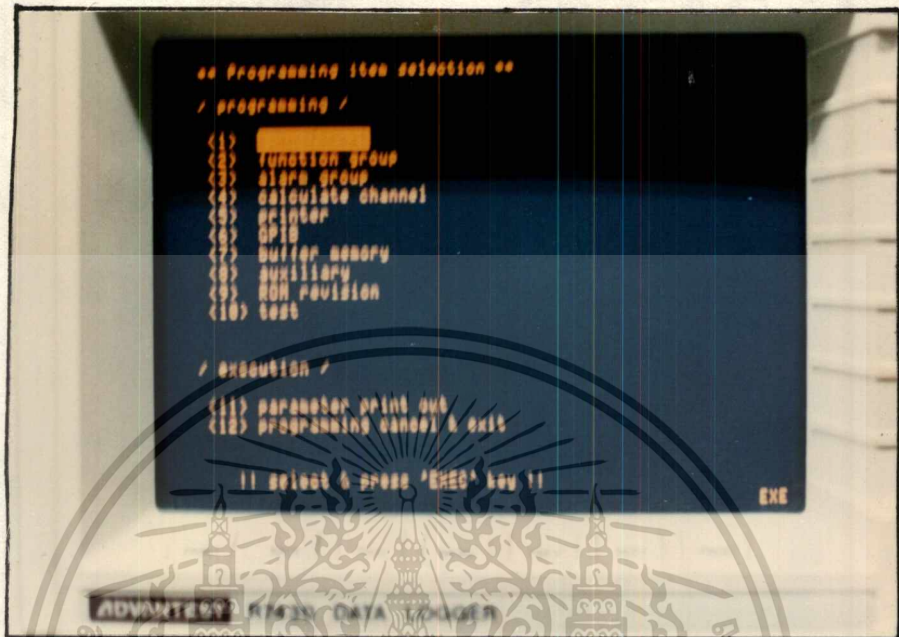 ** Programming item selection **
/ programming /
(1)
(2) function group
(3) alarm group
(4) calculate channel
(5) printer
(6) GPIB
(7) buffer memory
(8) auxiliary
(9) ROM revision
(10) test
/ execution /
(11) parameter print out
(12) programming cancel & exit
!! select & press 'EXEC' key !!
EXE
ADVANTEST DATA LOGGER